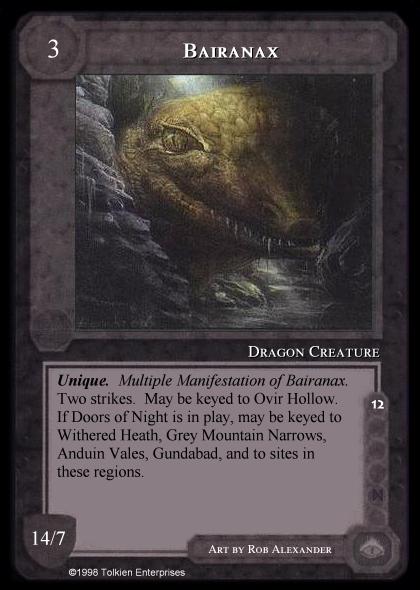 3
BAIRANAX
DRAGON CREATURE
Unique. Multiple Manifestation of Bairanax.
Two strikes. May be keyed to Ovir Hollow.
If Doors of Night is in play, may be keyed to
Withered Heath, Grey Mountain Narrows,
Anduin Vales, Gundabad, and to sites in
these regions.
12
14/7
ART BY ROB ALEXANDER
©1998 Tolkien Enterprises